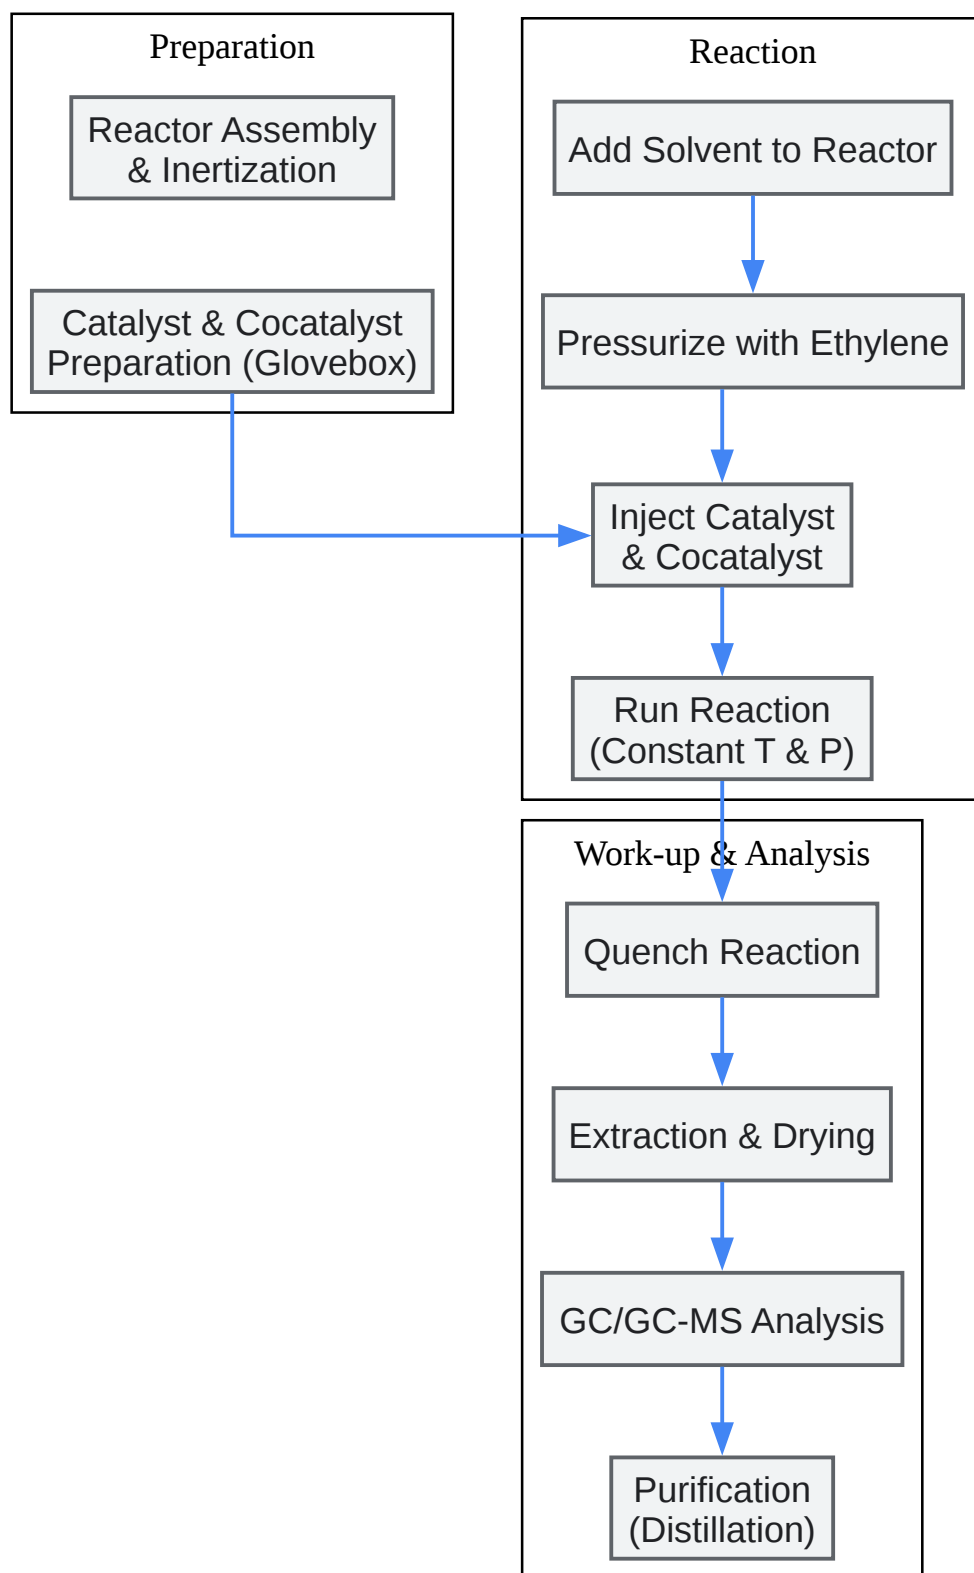 Preparation
Reactor Assembly
& Inertization
Catalyst & Cocatalyst
Preparation (Glovebox)
Reaction
Add Solvent to Reactor
Pressurize with Ethylene
Inject Catalyst
& Cocatalyst
Run Reaction
(Constant T & P)
Work-up & Analysis
Quench Reaction
Extraction & Drying
GC/GC-MS Analysis
Purification
(Distillation)